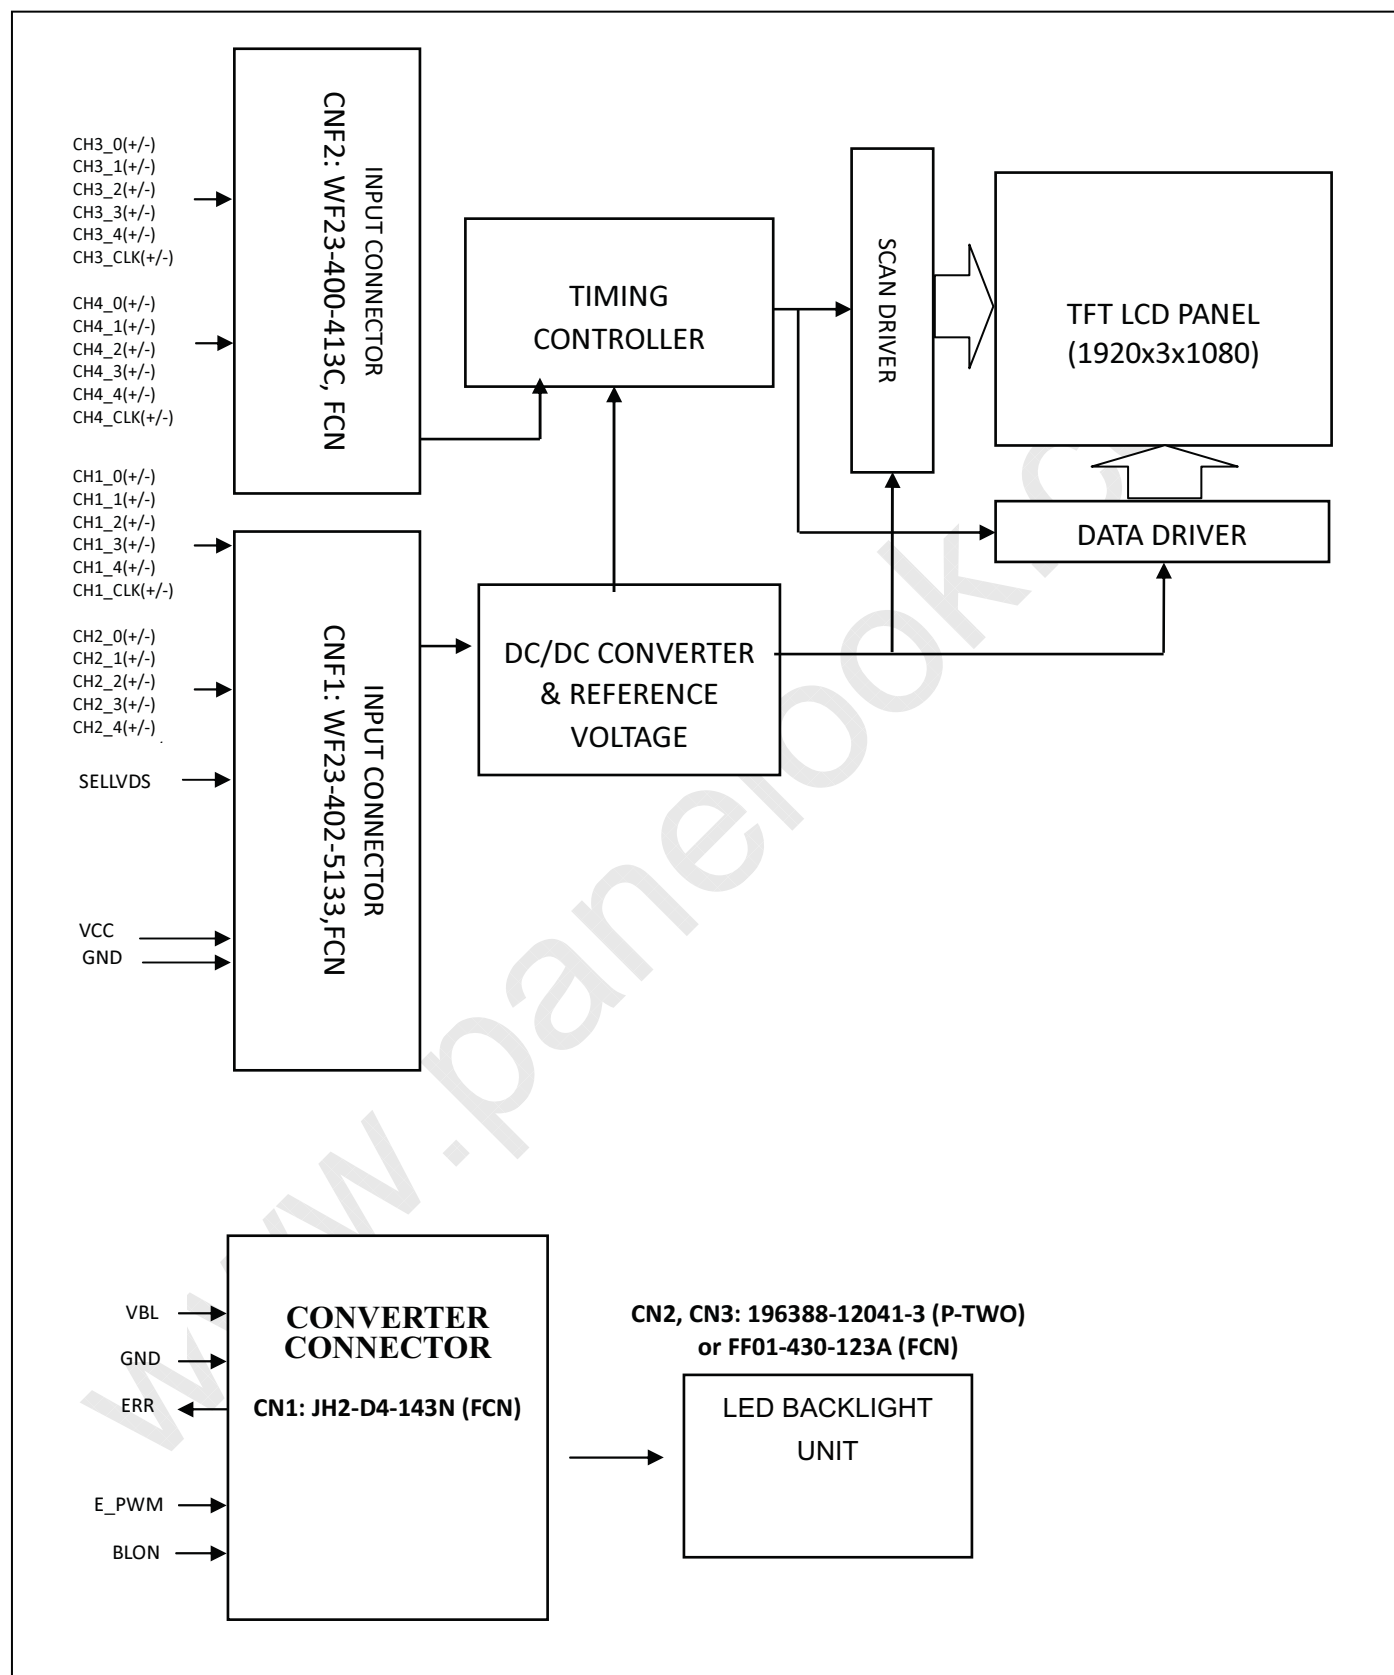 CH3_0(+/-)
CH3_1(+/-)
CH3_2(+/-)
CH3_3(+/-)
CH3_4(+/-)
CH3_CLK(+/-)
CH4_0(+/-)
CH4_1(+/-)
CH4_2(+/-)
CH4_3(+/-)
CH4_4(+/-)
CH4_CLK(+/-)
INPUT CONNECTOR
CNF2: WF23-400-413C, FCN
CH1_0(+/-)
CH1_1(+/-)
CH1_2(+/-)
CH1_3(+/-)
CH1_4(+/-)
CH1_CLK(+/-)
CH2_0(+/-)
CH2_1(+/-)
CH2_2(+/-)
CH2_3(+/-)
CH2_4(+/-)
SELLVDS
VCC
GND
INPUT CONNECTOR
CNF1: WF23-402-5133,FCN
TIMING
CONTROLLER
SCAN DRIVER
TFT LCD PANEL
(1920x3x1080)
DATA DRIVER
DC/DC CONVERTER
& REFERENCE
VOLTAGE
VBL
GND
ERR
E_PWM
BLON
CONVERTER
CONNECTOR
CN1: JH2-D4-143N (FCN)
CN2, CN3: 196388-12041-3 (P-TWO)
or FF01-430-123A (FCN)
LED BACKLIGHT
UNIT
www.panelook.c